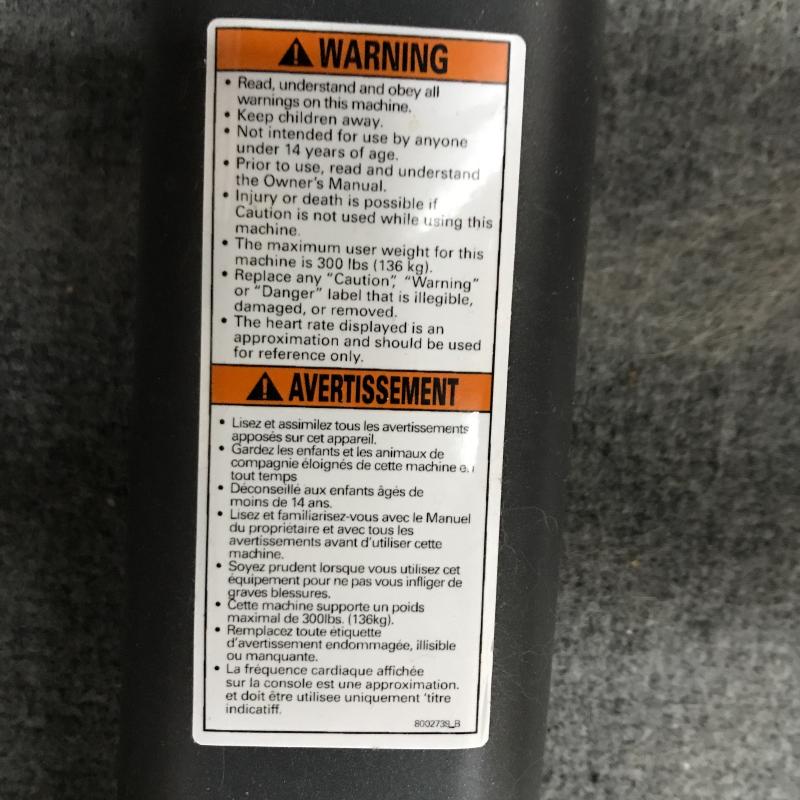 WARNING
• Read, understand and obey all
warnings on this machine.
• Keep children away.
• Not intended for use by anyone
under 14 years of age.
• Prior to use, read and understand
the Owner's Manual.
• Injury or death is possible if
Caution is not used while using this
machine.
• The maximum user weight for this
machine is 300 lbs (136 kg).
• Replace any "Caution", "Warning"
or "Danger" label that is illegible,
damaged, or removed.
• The heart rate displayed is an
approximation and should be used
for reference only.
AVERTISSEMENT
• Lisez et assimilez tous les avertissements
apposés sur cet appareil.
• Gardez les enfants et les animaux de
compagnie éloignés de cette machine en
tout temps
• Déconseillé aux enfants âgés de
moins de 14 ans.
• Lisez et familiarisez-vous avec le Manuel
du propriétaire et avec tous les
avertissements avant d'utiliser cette
machine.
• Soyez prudent lorsque vous utilisez cet
équipement pour ne pas vous infliger de
graves blessures.
• Cette machine supporte un poids
maximal de 300lbs. (136kg).
• Remplacez toute étiquette
d'avertissement endommagée, illisible
ou manquante.
• La fréquence cardiaque affichée
sur la console est une approximation.
et doit être utilisee uniquement 'titre
indicatiff.
8002739_B